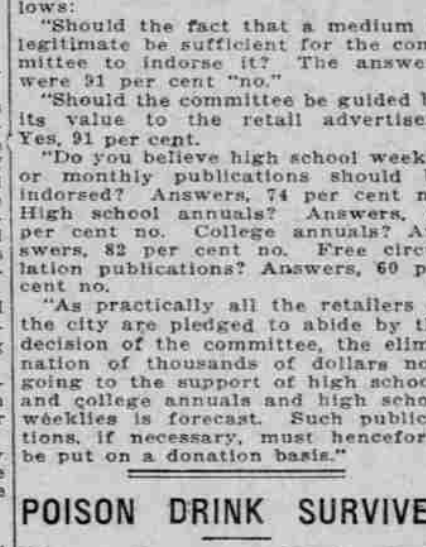 lows:
"Should the fact that a medium
legitimate be sufficient for the com
mittee to indorse it? The answe
were 91 per cent "no."
"Should the committee be guided b
its value to the retail advertise
Yes, 91 per cent.
"Do you believe high school week
or monthly publications should
indorsed? Answers, 74 per cent n
High school annuals? Answers,
per cent no. College annuals? A
swers, 82 per cent no. Free circ
lation publications? Answers, 60 p
cent no.
"As practically all the retailers
the city are pledged to abide by t
decision of the committee, the elim
nation of thousands of dollars no
going to the support of high schoo
and college annuals and high scho
weeklies is forecast. Such public
tions, if necessary, must hencefor
be put on a donation basis."
POISON DRINK SURVIVE